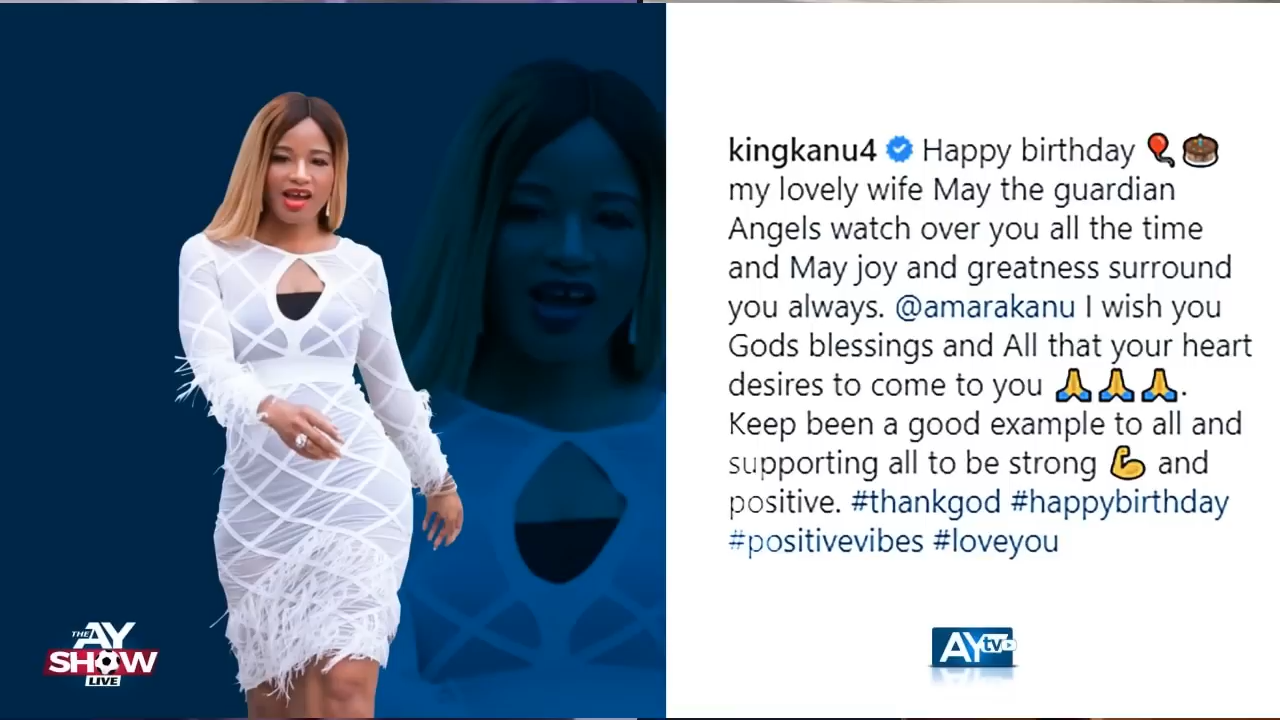 kingkanu4 Happy birthday 🎈🎂
my lovely wife May the guardian
Angels watch over you all the time
and May joy and greatness surround
you always. @amarakanu I wish you
Gods blessings and All that your heart
desires to come to you 🙏🙏🙏.
Keep been a good example to all and
supporting all to be strong 💪 and
positive. #thankgod #happybirthday
#positivevibes #loveyou
THE AY
SHOW
LIVE
AYtv